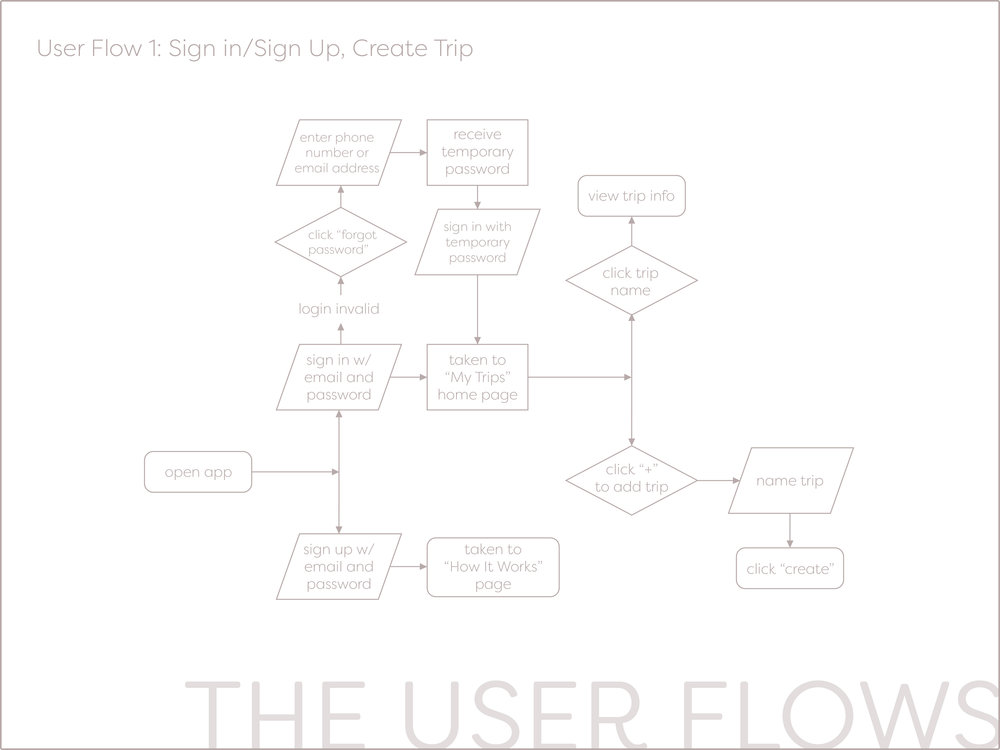 User Flow 1: Sign in/Sign Up, Create Trip
enter phone
number or
email address
receive
temporary
password
view trip info
click “forgot
password”
sign in with
temporary
password
click trip
name
login invalid
sign in w/
email and
password
taken to
“My Trips”
home page
open app
click “+”
to add trip
name trip
sign up w/
email and
password
taken to
“How It Works”
page
click “create”
THE USER FLOWS